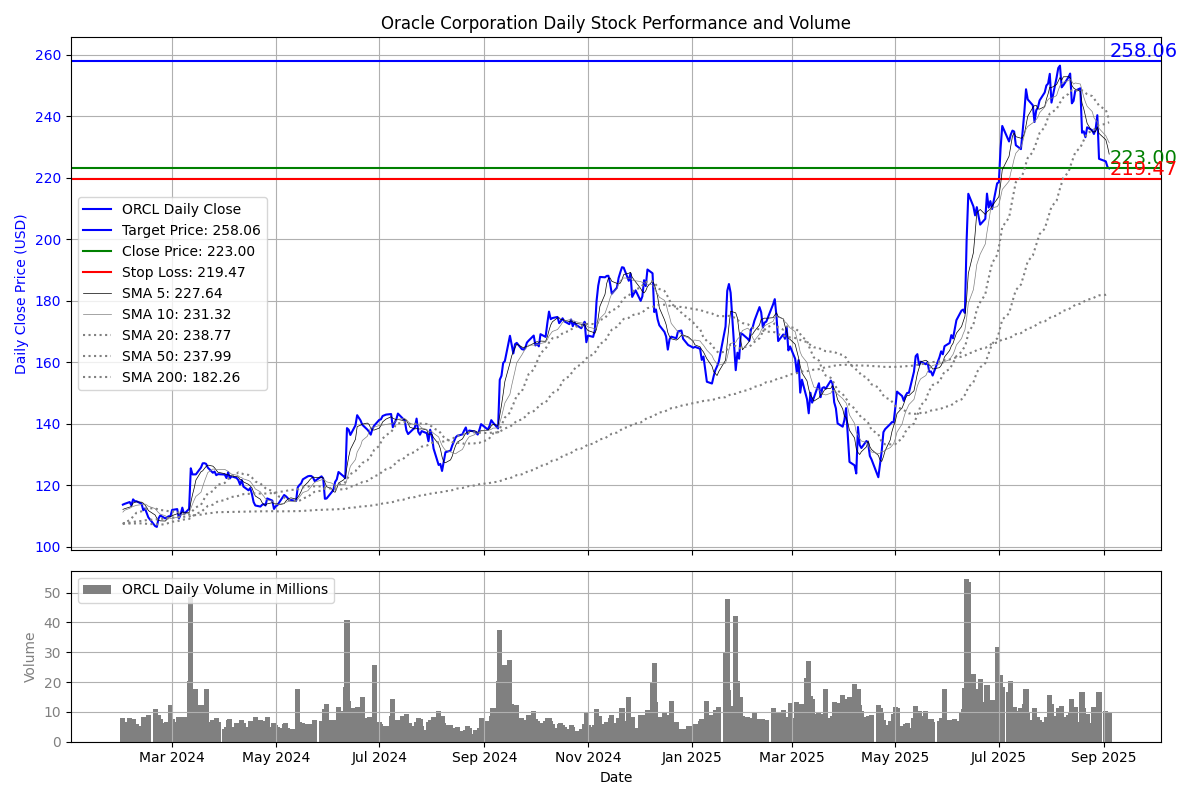 Oracle Corporation Daily Stock Performance and Volume
260
258.06
240
223.00
220
219.47
ORCL Daily Close
Target Price: 258.06
Close Price: 223.00
Stop Loss: 219.47
SMA 5: 227.64
SMA 10: 231.32
SMA 20: 238.77
SMA 50: 237.99
SMA 200: 182.26
200
180
160
140
120
100
Daily Close Price (USD)
ORCL Daily Volume in Millions
50
40
30
20
10
0
Volume
Mar 2024 May 2024 Jul 2024 Sep 2024 Nov 2024 Jan 2025 Mar 2025 May 2025 Jul 2025 Sep 2025
Date